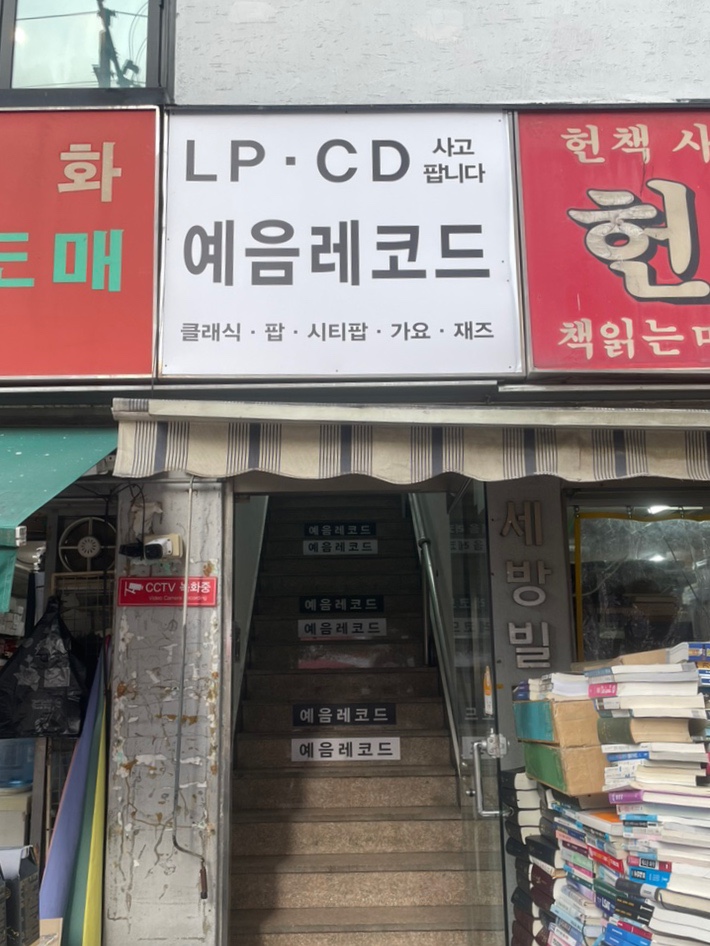 화
도매
LP · CD 사고 팝니다
예음레코드
클래식 · 팝 · 시티팝 · 가요 · 재즈
헌책 사
헌
책읽는
예음레코드
예음레코드
예음레코드
예음레코드
예음레코드
예음레코드
CCTV 녹화중
세방빌